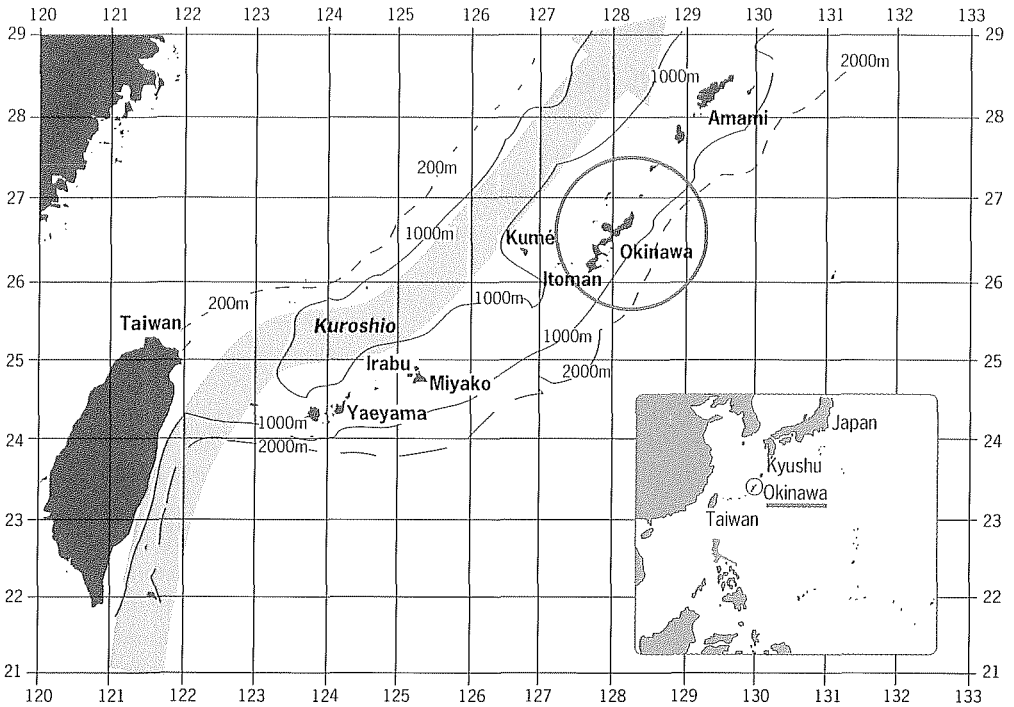 120 121 122 123 124 125 126 127 128 129 130 131 132 133
29 29
2000m
1000m
28 Amami 28
200m
27 27
1000m Kumé
Okinawa
26 Itoman 26
200m 1000m
Taiwan Kuroshio
1000m
25 Irabu 25
Miyako 2000m
Yaeyama
1000m
24 24
2000m
Japan
Kyushu
Okinawa
23 Taiwan 23
22 22
21 21
120 121 122 123 124 125 126 127 128 129 130 131 132 133